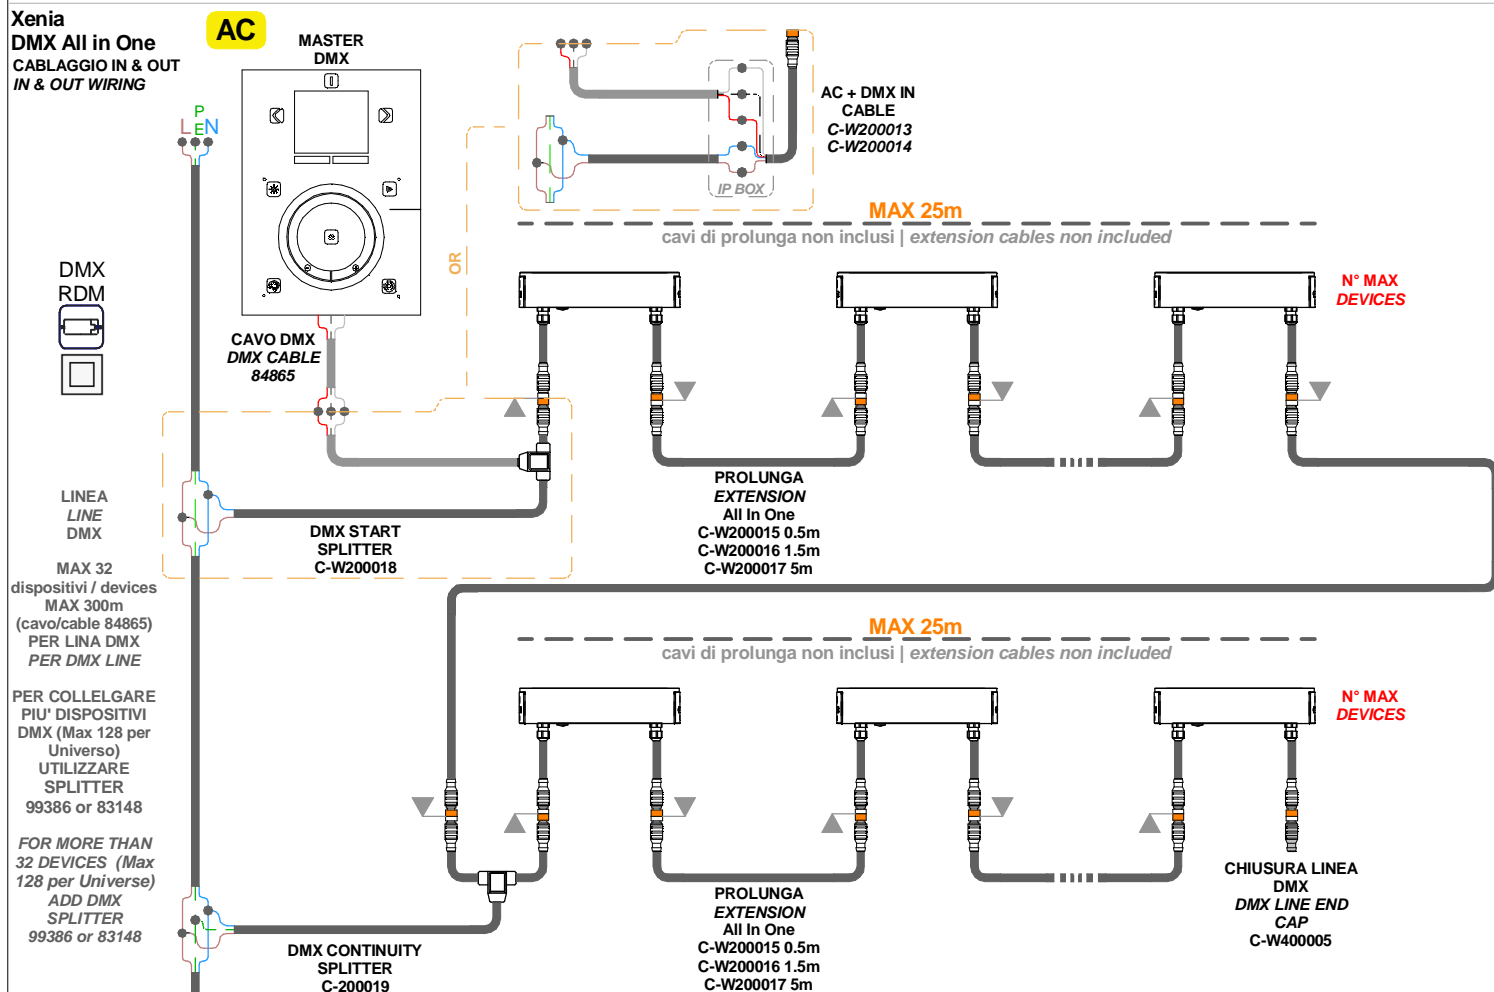 Xenia
DMX All in One
CABLAGGIO IN & OUT
IN & OUT WIRING
AC
MASTER
DMX
L
PE
N
AC + DMX IN
CABLE
C-W200013
C-W200014
IP BOX
OR
MAX 25m
cavi di prolunga non inclusi | extension cables non included
N° MAX
DEVICES
DMX
RDM
CAVO DMX
DMX CABLE
84865
LINEA
LINE
DMX
DMX START
SPLITTER
C-W200018
PROLUNGA
EXTENSION
All In One
C-W200015 0.5m
C-W200016 1.5m
C-W200017 5m
MAX 32
dispositivi / devices
MAX 300m
(cavo/cable 84865)
PER LINA DMX
PER DMX LINE
PER COLLELGARE
PIU' DISPOSITIVI
DMX (Max 128 per
Universo)
UTILIZZARE
SPLITTER
99386 or 83148
FOR MORE THAN
32 DEVICES (Max
128 per Universe)
ADD DMX
SPLITTER
99386 or 83148
MAX 25m
cavi di prolunga non inclusi | extension cables non included
N° MAX
DEVICES
DMX CONTINUITY
SPLITTER
C-200019
PROLUNGA
EXTENSION
All In One
C-W200015 0.5m
C-W200016 1.5m
C-W200017 5m
CHIUSURA LINEA
DMX
DMX LINE END
CAP
C-W400005